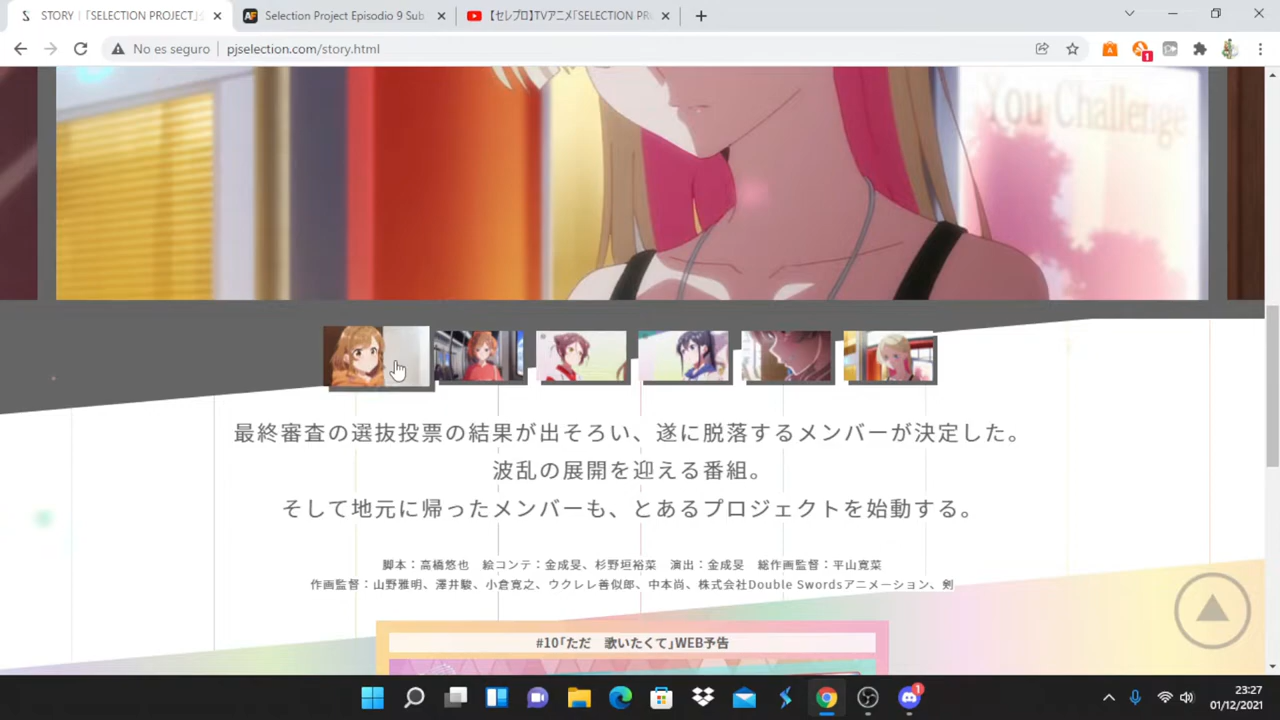 STORY | 「SELECTION PROJECT」
Selection Project Episodio 9 Sub
【セレプロ】TVアニメ「SELECTION PR
No es seguro
pjselection.com/story.html
1
You Challenge
最終審査の選抜投票の結果が出そろい、遂に脱落するメンバーが決定した。
波乱の展開を迎える番組。
そして地元に帰ったメンバーも、とあるプロジェクトを始動する。
脚本：高橋悠也　絵コンテ：金成旻、杉野垣裕菜　演出：金成旻　総作画監督：平山寛菜
作画監督：山野雅明、澤井駿、小倉寛之、ウクレレ善似郎、中本尚、株式会社Double Swordsアニメーション、剣
#10「ただ　歌いたくて」WEB予告
1
23:27
01/12/2021